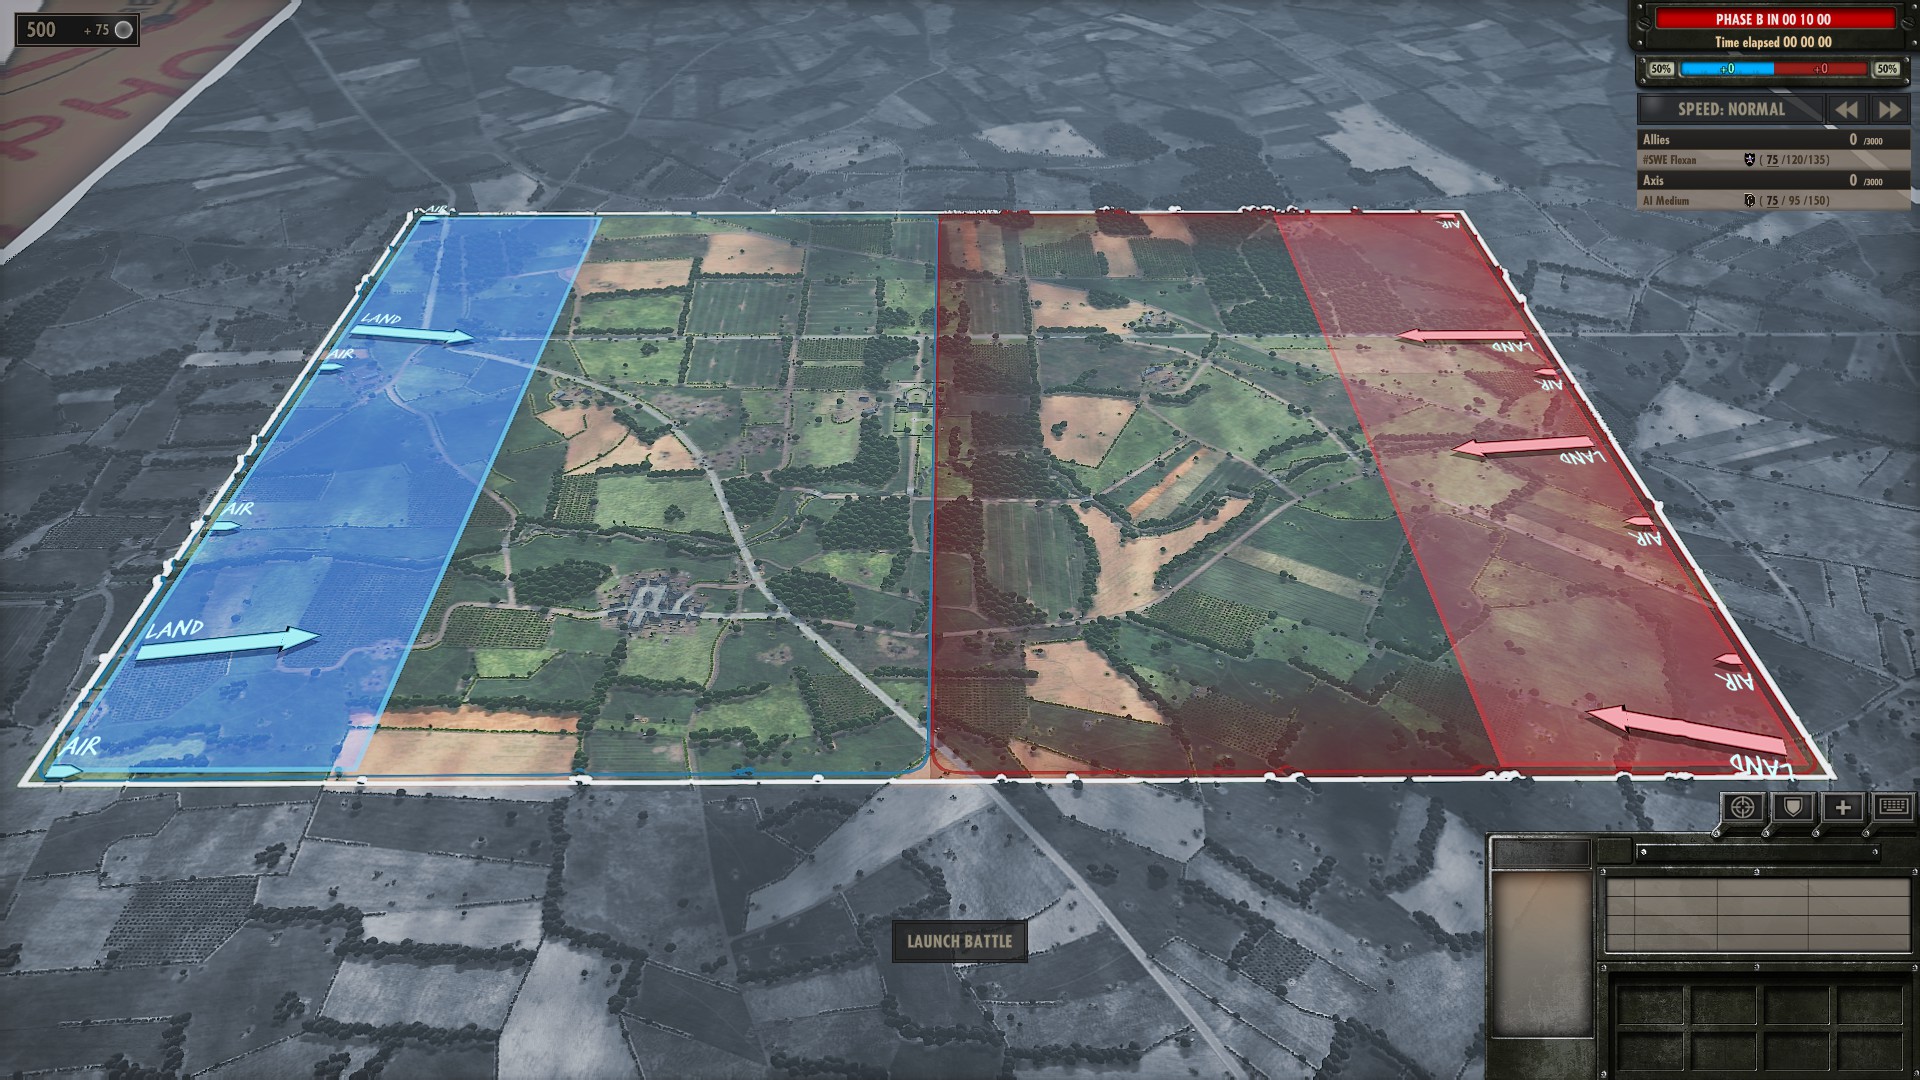 500 + 75
PHO
PHASE B IN 00 10 00
Time elapsed 00 00 00
50% +0 +0 50%
SPEED: NORMAL
Allies 0 /3000
#SWE Floxan ( 75 /120/135)
Axis 0 /3000
AI Medium ( 75 / 95 /150)
AIR
AIR
LAND
LAND
AIR
AIR
LAND
AIR
AIR
LAND
AIR
AIR
LAND
LAUNCH BATTLE